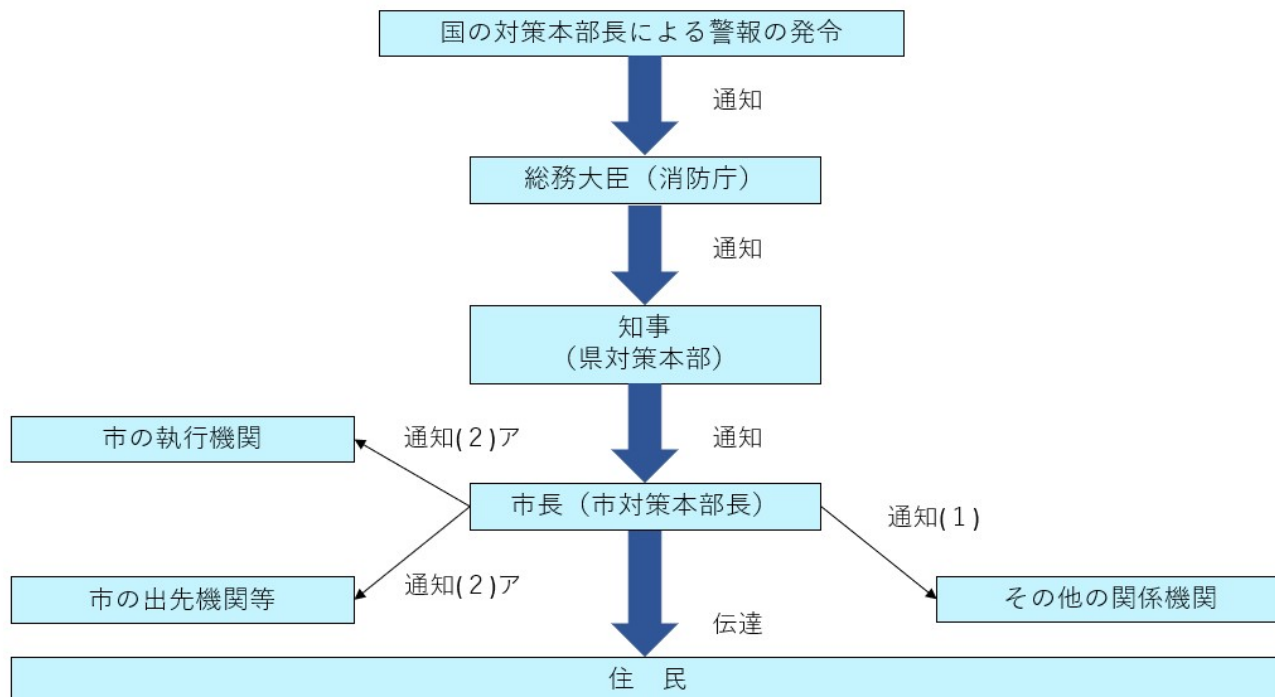 国の対策本部長による警報の発令
通知
総務大臣（消防庁）
通知
知事
（県対策本部）
市の執行機関
通知(２)ア
通知
市長（市対策本部長）
通知(１)
市の出先機関等
通知(２)ア
その他の関係機関
伝達
住　民